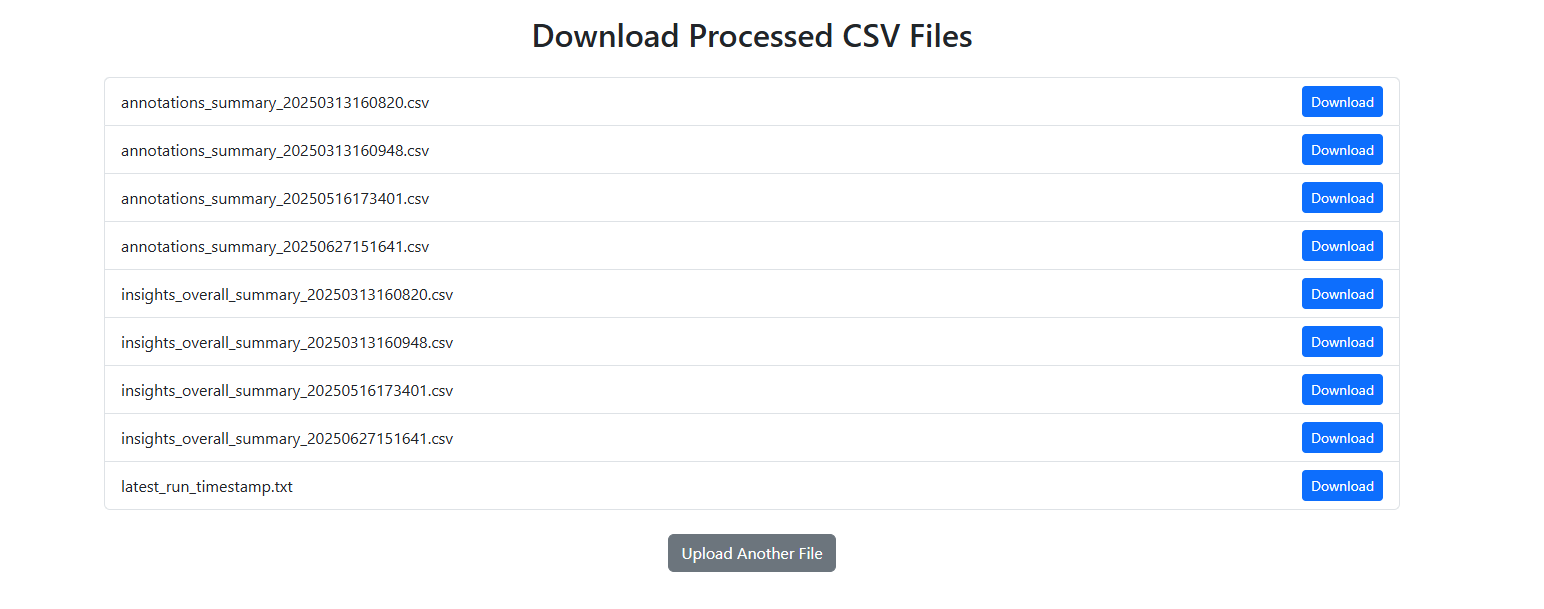 Download Processed CSV Files
annotations_summary_20250313160820.csv Download
annotations_summary_20250313160948.csv Download
annotations_summary_20250516173401.csv Download
annotations_summary_20250627151641.csv Download
insights_overall_summary_20250313160820.csv Download
insights_overall_summary_20250313160948.csv Download
insights_overall_summary_20250516173401.csv Download
insights_overall_summary_20250627151641.csv Download
latest_run_timestamp.txt Download
Upload Another File